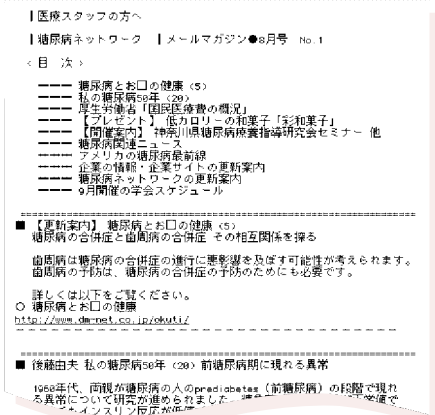 ┃医療スタッフの方へ
┃糖尿病ネットワーク ┃メールマガジン●8月号 No.1
<目 次>
━━━ 糖尿病とお口の健康 (5)
━━━ 私の糖尿病50年 (20)
━━━ 厚生労働省「国民医療費の概況」
━━━ 【プレゼント】 低カロリーの和菓子「彩和菓子」
━━━ 【開催案内】 神奈川県糖尿病療養指導研究会セミナー 他
━━━ 糖尿病関連ニュース
━━━ アメリカの糖尿病最前線
━━━ 企業の情報・企業サイトの更新案内
━━━ 糖尿病ネットワークの更新案内
━━━ 9月開催の学会スケジュール
■ 【更新案内】 糖尿病とお口の健康 (5)
糖尿病の合併症と歯周病の合併症 その相互関係を探る
歯周病は糖尿病の合併症の進行に悪影響を及ぼす可能性が考えられます。
歯周病の予防は、糖尿病の合併症の予防のためにも必要です。
詳しくは以下をご覧ください。
○ 糖尿病とお口の健康
http://www.dm-net.co.jp/okuti/
■ 後藤由夫 私の糖尿病50年 (20) 前糖尿病期に現れる異常
1960年代、両親が糖尿病の人のprediabetes (前糖尿病) の段階で現れ
る異常について研究が進められました。
インスリン反応が低